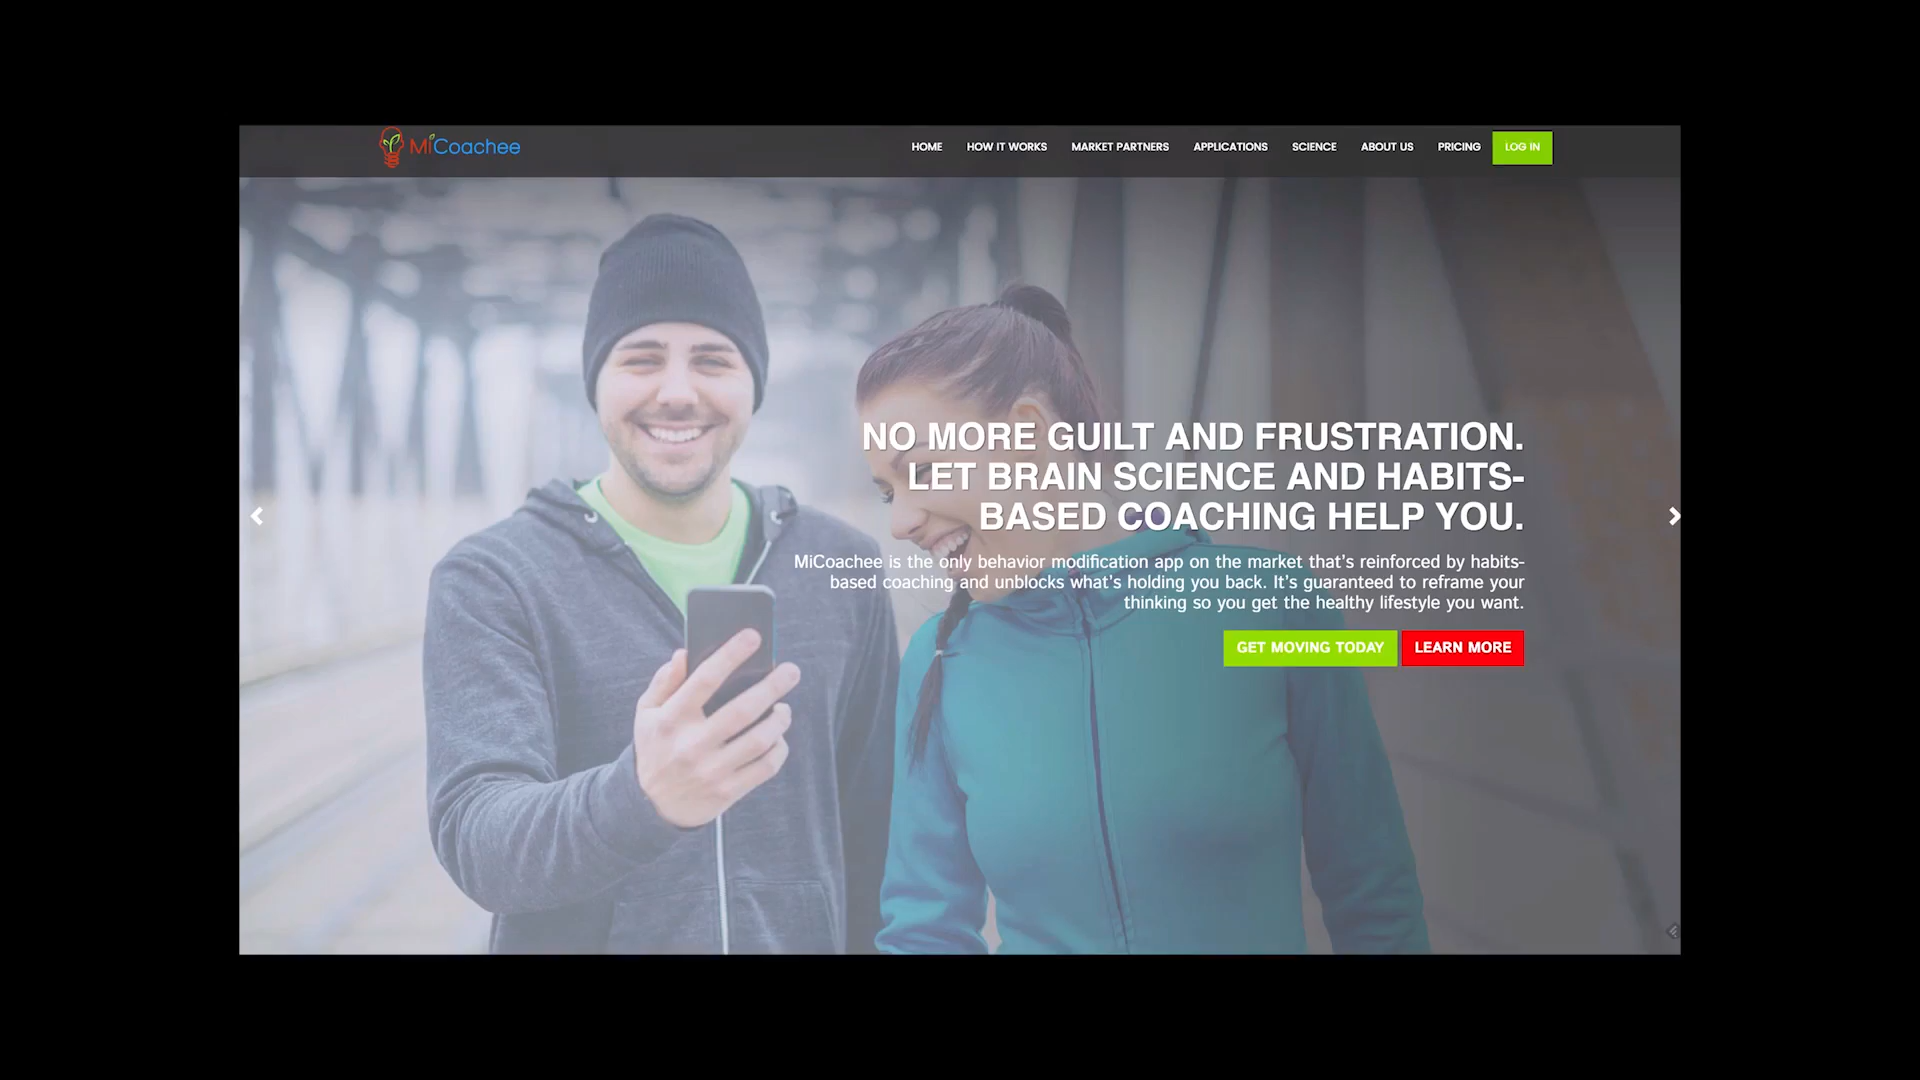 MiCoachee
HOME HOW IT WORKS MARKET PARTNERS APPLICATIONS SCIENCE ABOUT US PRICING LOG IN
NO MORE GUILT AND FRUSTRATION.
LET BRAIN SCIENCE AND HABITS-
BASED COACHING HELP YOU.
MiCoachee is the only behavior modification app on the market that's reinforced by habits-
based coaching and unblocks what's holding you back. It's guaranteed to reframe your
thinking so you get the healthy lifestyle you want.
GET MOVING TODAY LEARN MORE